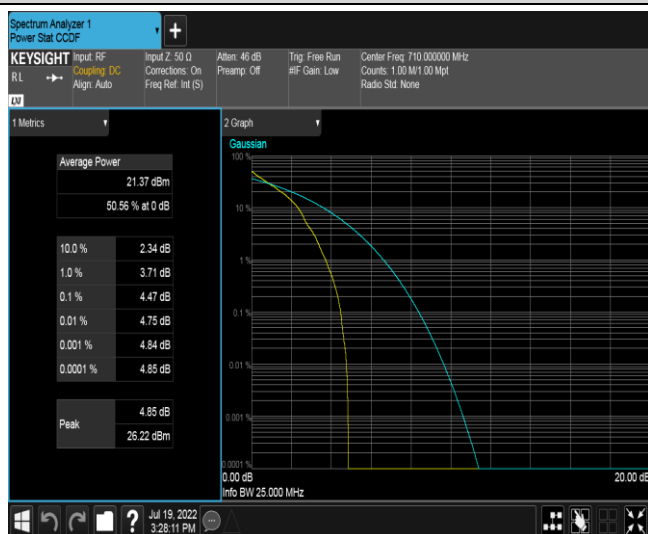 Spectrum Analyzer 1
Power Stat CCDF
+
KEYSIGHT
RL
LXI
Input: RF
Coupling: DC
Align: Auto
Input Z: 50 Ω
Corrections: On
Freq Ref: Int (S)
Atten: 46 dB
Preamp: Off
Trig: Free Run
#IF Gain: Low
Center Freq: 710.000000 MHz
Counts: 1.00 M/1.00 Mpt
Radio Std: None
1 Metrics
Average Power
21.37 dBm
50.56 % at 0 dB
10.0 % 2.34 dB
1.0 % 3.71 dB
0.1 % 4.47 dB
0.01 % 4.75 dB
0.001 % 4.84 dB
0.0001 % 4.85 dB
Peak
4.85 dB
26.22 dBm
2 Graph
Gaussian
100 %
10 %
1 %
0.1 %
0.01 %
0.001 %
0.0001 %
0.00 dB 20.00 dB
Info BW 25.000 MHz
?
Jul 19, 2022
3:28:11 PM